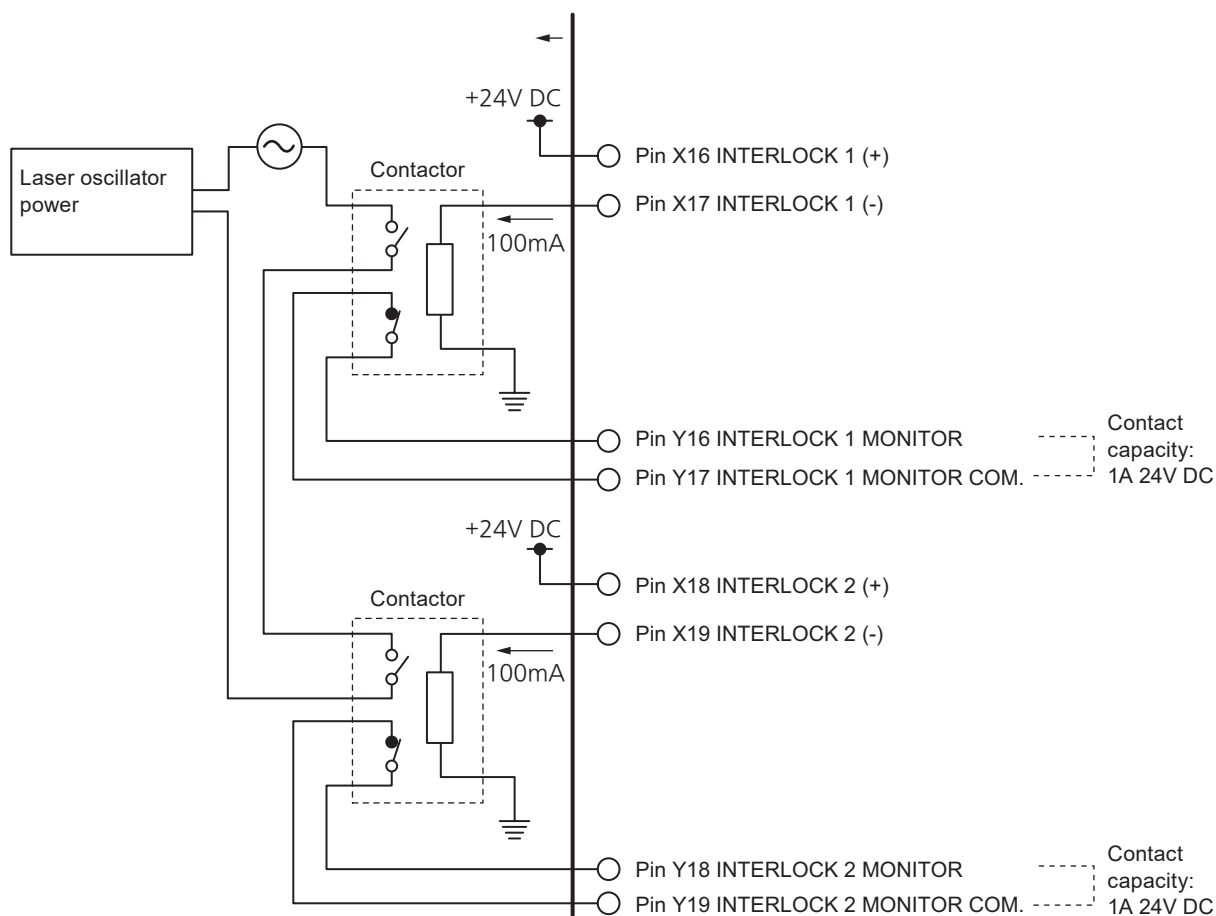 +24V DC
Pin X16 INTERLOCK 1 (+)
Laser oscillator
power
Contactor
Pin X17 INTERLOCK 1 (-)
100mA
Pin Y16 INTERLOCK 1 MONITOR
Pin Y17 INTERLOCK 1 MONITOR COM.
Contact
capacity:
1A 24V DC
+24V DC
Pin X18 INTERLOCK 2 (+)
Contactor
Pin X19 INTERLOCK 2 (-)
100mA
Pin Y18 INTERLOCK 2 MONITOR
Pin Y19 INTERLOCK 2 MONITOR COM.
Contact
capacity:
1A 24V DC